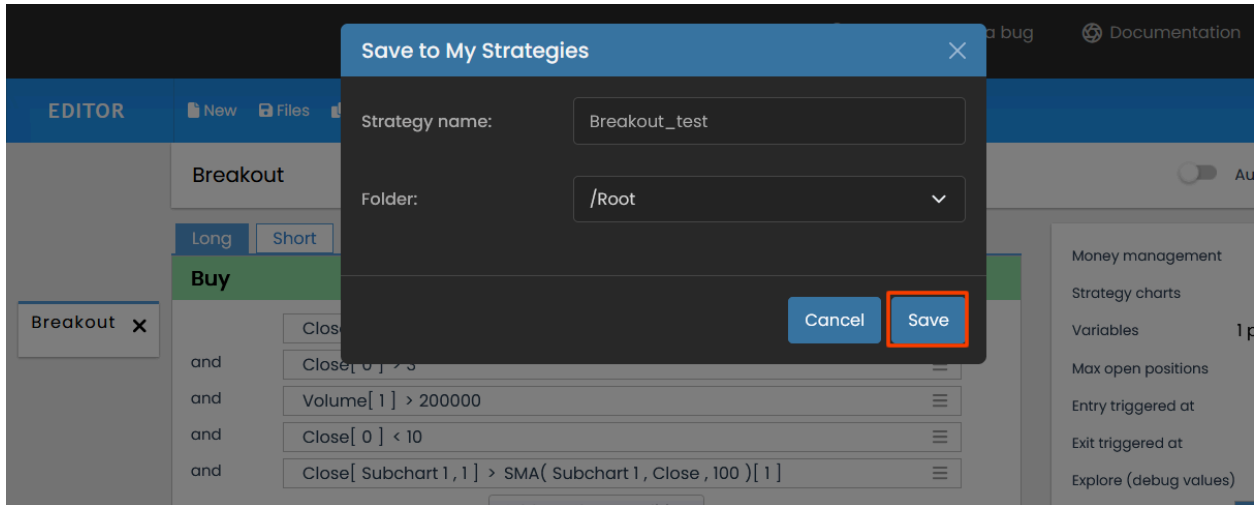 a bug
Documentation
Save to My Strategies
EDITOR
New
Files
Strategy name:
Breakout_test
Breakout
Folder:
/Root
Au
Long
Short
Buy
Money management
Strategy charts
Variables
1 p
Max open positions
Entry triggered at
Exit triggered at
Explore (debug values)
Cancel
Save
Breakout
Clos
and
Close[ 0 ] > 3
and
Volume[ 1 ] > 200000
and
Close[ 0 ] < 10
and
Close[ Subchart 1 , 1 ] > SMA( Subchart 1 , Close , 100 )[ 1 ]